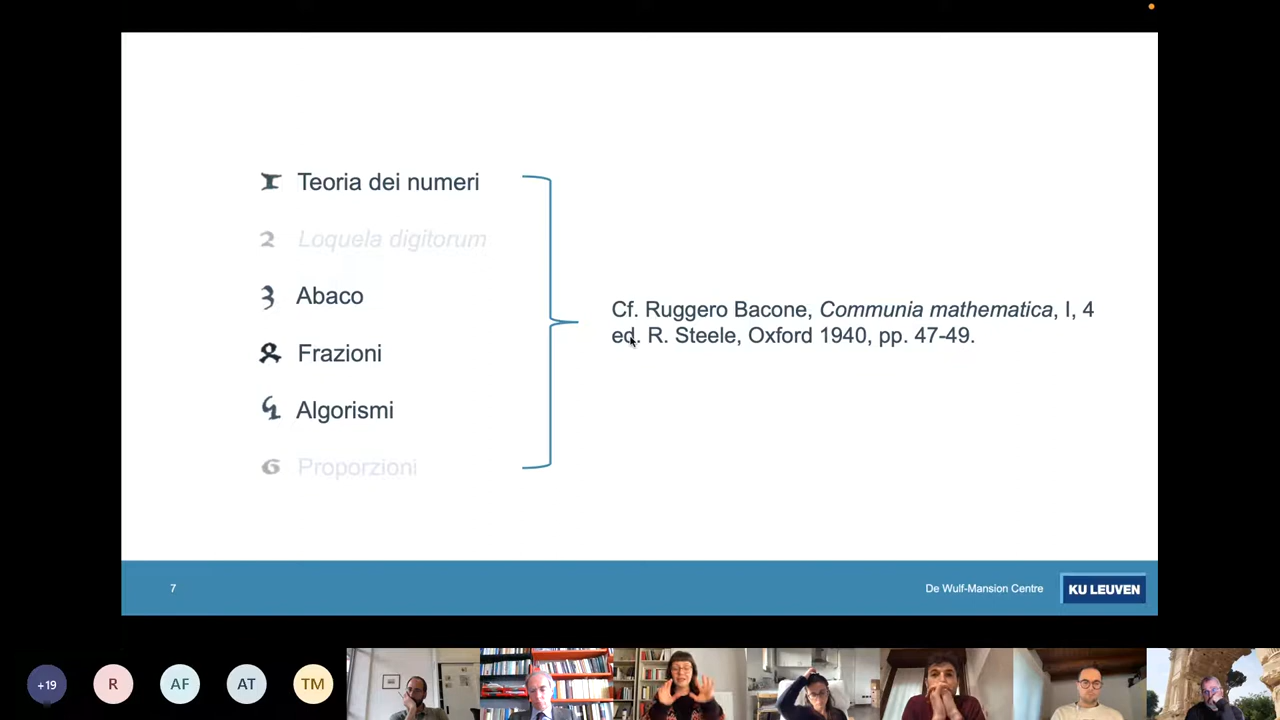 1 Teoria dei numeri
2 Loquela digitorum
3 Abaco
Frazioni
Algorismi
6 Proporzioni
Cf. Ruggero Bacone, Communia mathematica, I, 4
ed. R. Steele, Oxford 1940, pp. 47-49.
7
De Wulf-Mansion Centre
KU LEUVEN
+19
R
AF
AT
TM